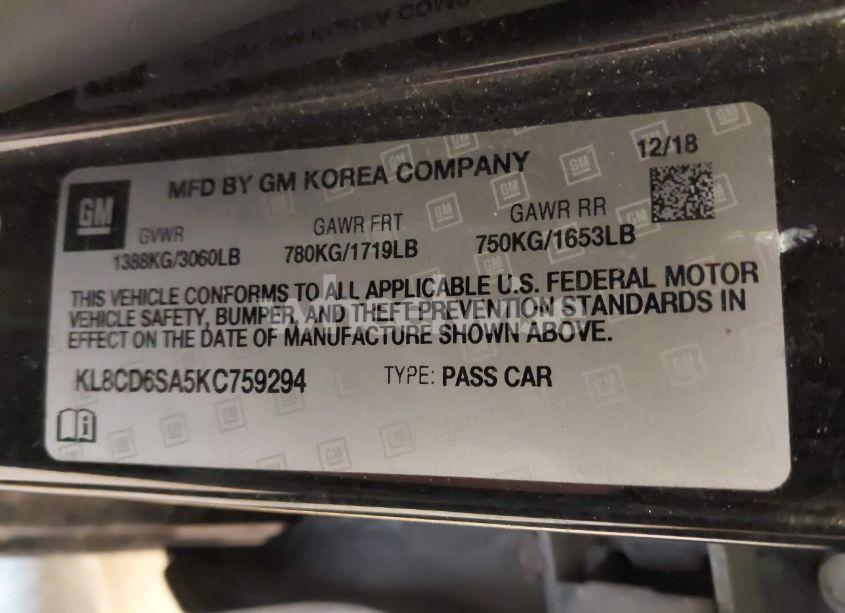 12/18
MFD BY GM KOREA COMPANY
GM
GVWR GAWR FRT GAWR RR
1388KG/3060LB 780KG/1719LB 750KG/1653LB
THIS VEHICLE CONFORMS TO ALL APPLICABLE U.S. FEDERAL MOTOR
VEHICLE SAFETY, BUMPER, AND THEFT PREVENTION STANDARDS IN
EFFECT ON THE DATE OF MANUFACTURE SHOWN ABOVE.
KL8CD6SA5KC759294 TYPE: PASS CAR